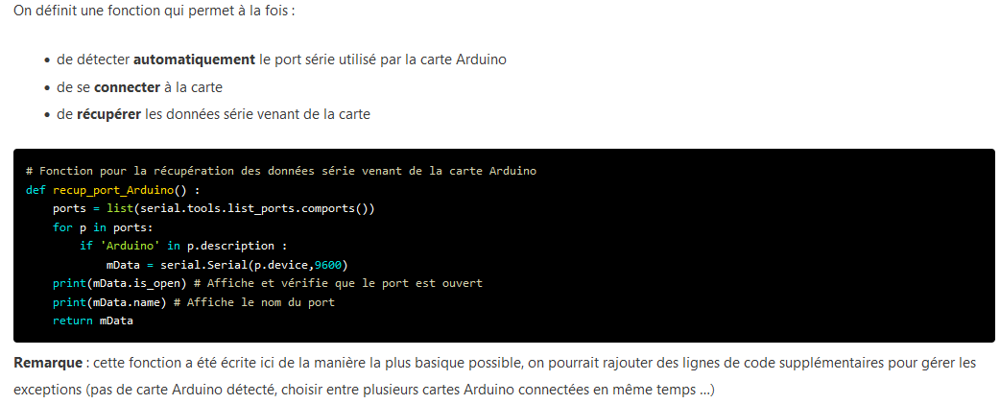 On définit une fonction qui permet à la fois :
• de détecter automatiquement le port série utilisé par la carte Arduino
• de se connecter à la carte
• de récupérer les données série venant de la carte
# Fonction pour la récupération des données série venant de la carte Arduino
def recup_port_Arduino() :
    ports = list(serial.tools.list_ports.comports())
    for p in ports:
        if 'Arduino' in p.description :
            mData = serial.Serial(p.device,9600)
    print(mData.is_open) # Affiche et vérifie que le port est ouvert
    print(mData.name) # Affiche le nom du port
    return mData
Remarque : cette fonction a été écrite ici de la manière la plus basique possible, on pourrait rajouter des lignes de code supplémentaires pour gérer les
exceptions (pas de carte Arduino détecté, choisir entre plusieurs cartes Arduino connectées en même temps ...)